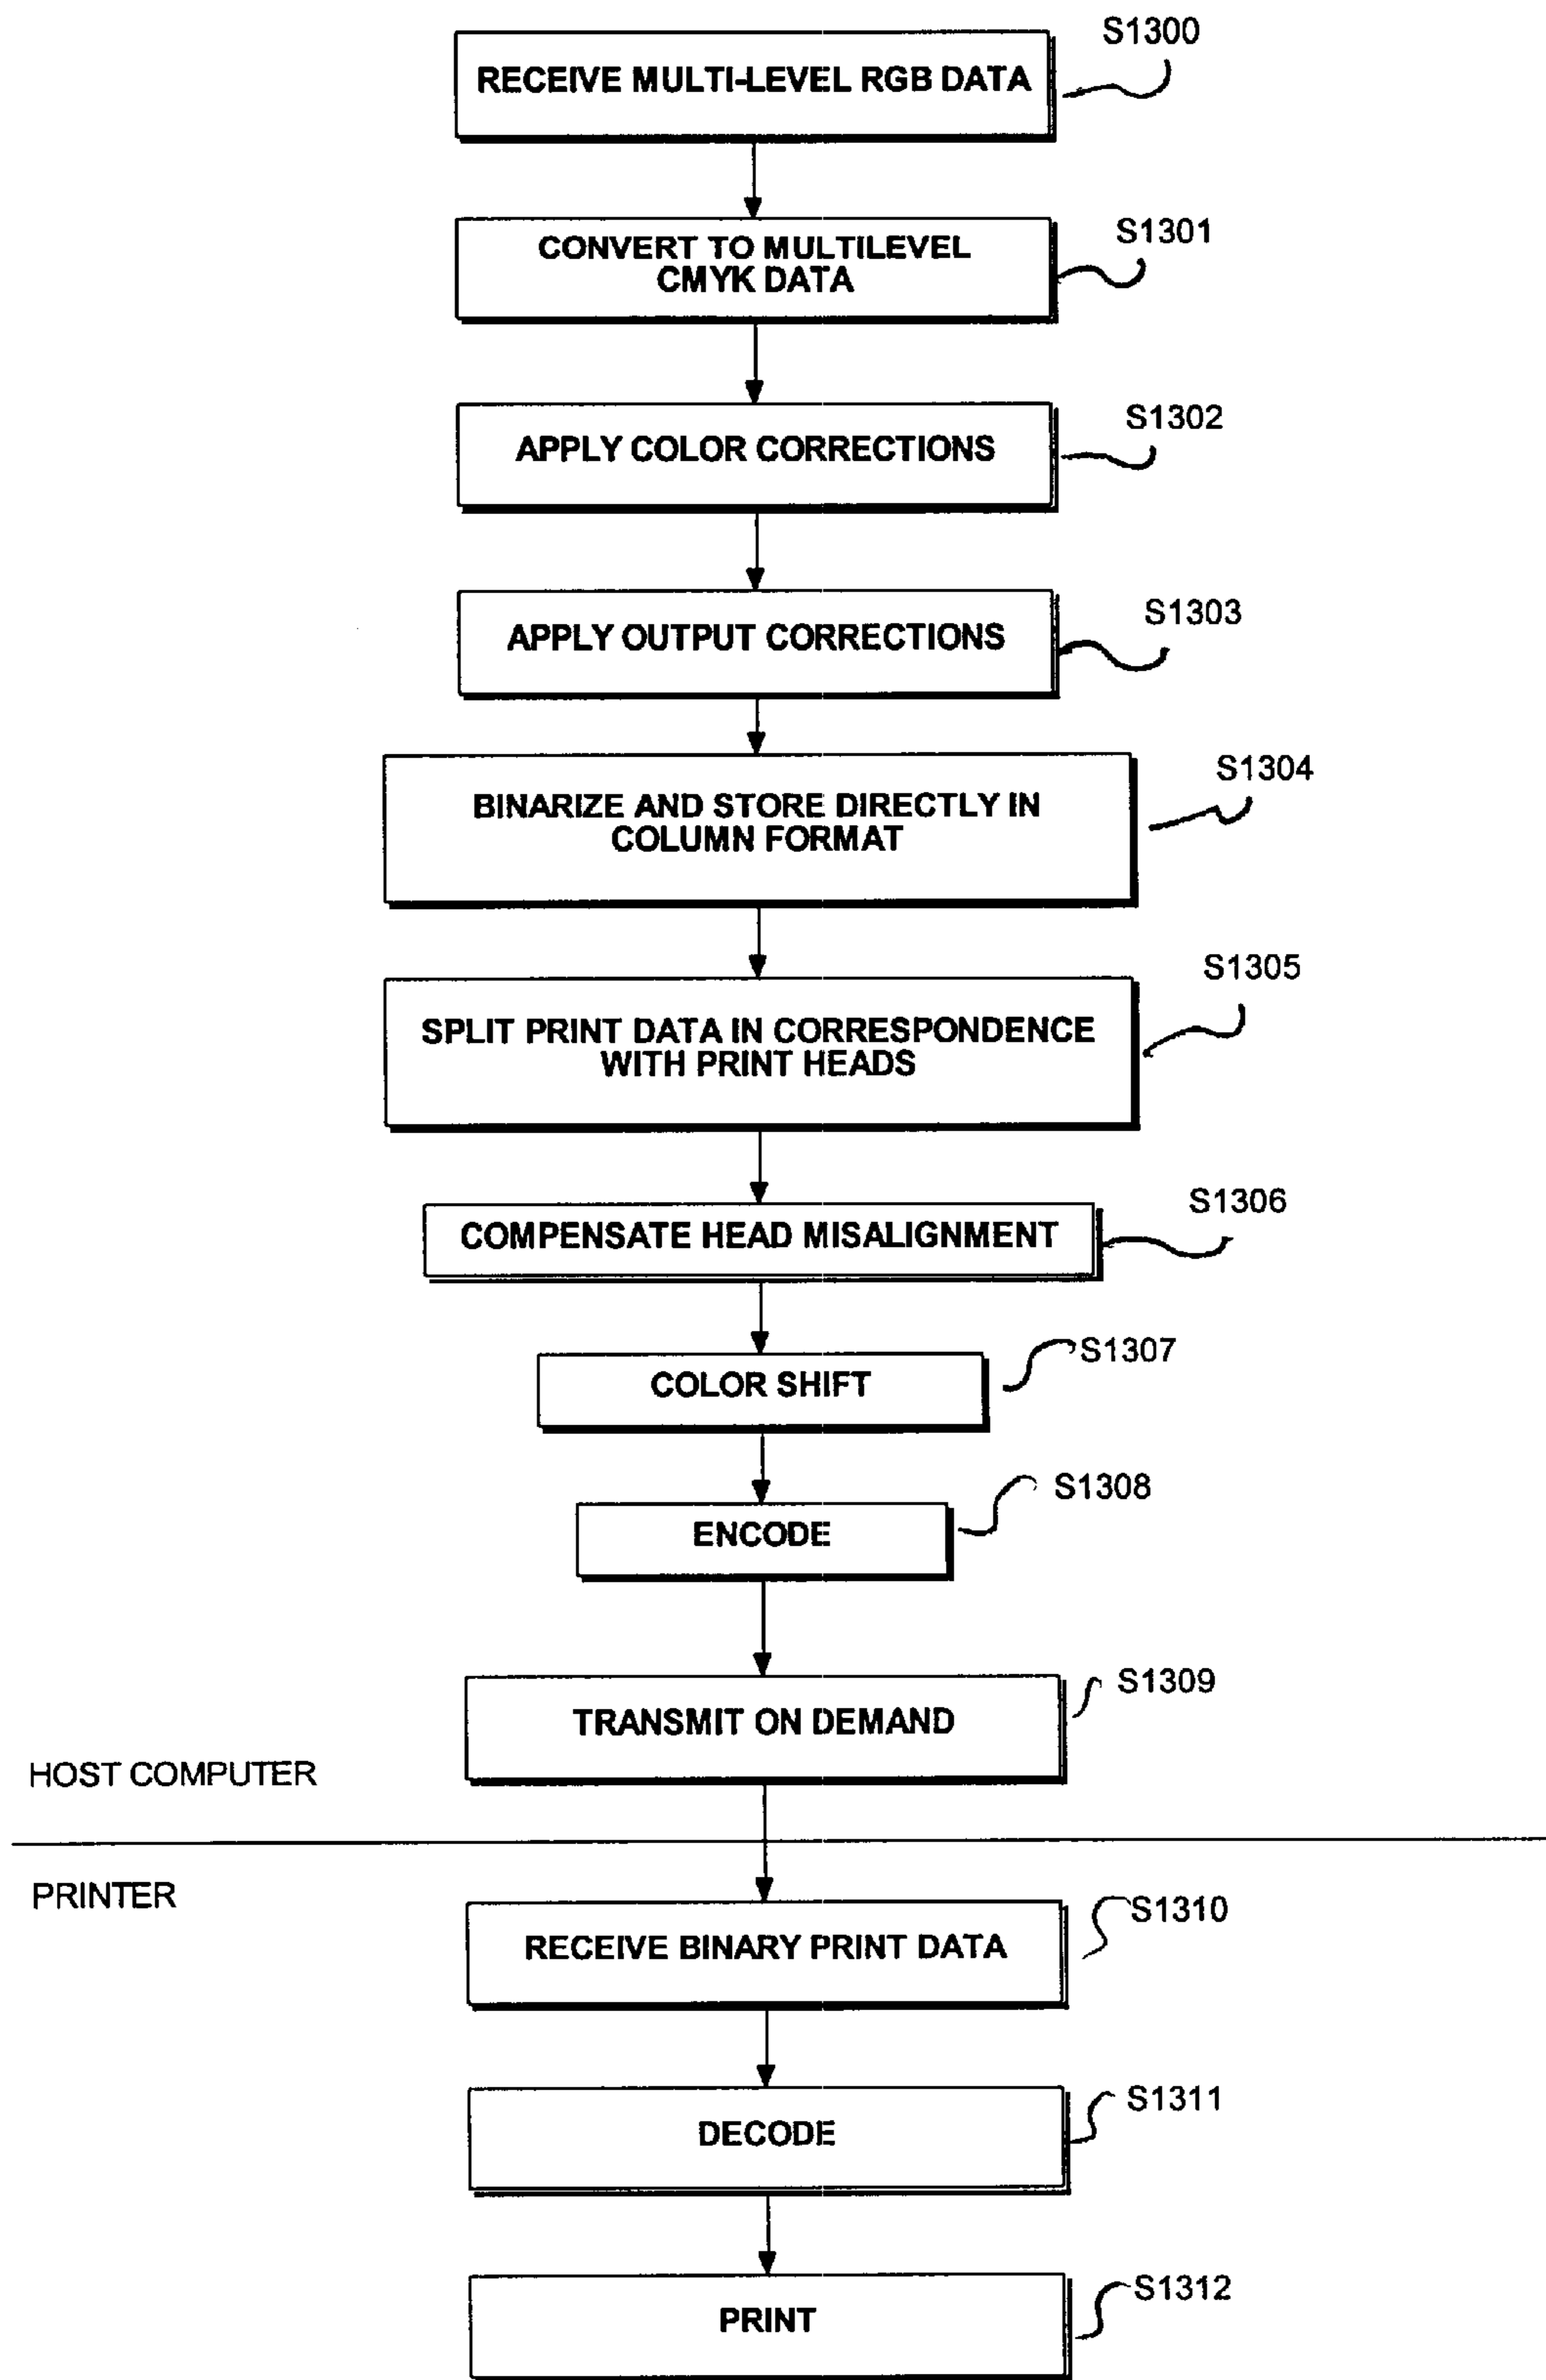 S1300
RECEIVE MULTI-LEVEL RGB DATA
S1301
CONVERT TO MULTILEVEL
CMYK DATA
S1302
APPLY COLOR CORRECTIONS
S1303
APPLY OUTPUT CORRECTIONS
S1304
BINARIZE AND STORE DIRECTLY IN
COLUMN FORMAT
S1305
SPLIT PRINT DATA IN CORRESPONDENCE
WITH PRINT HEADS
S1306
COMPENSATE HEAD MISALIGNMENT
S1307
COLOR SHIFT
S1308
ENCODE
S1309
TRANSMIT ON DEMAND
HOST COMPUTER
PRINTER
S1310
RECEIVE BINARY PRINT DATA
S1311
DECODE
S1312
PRINT